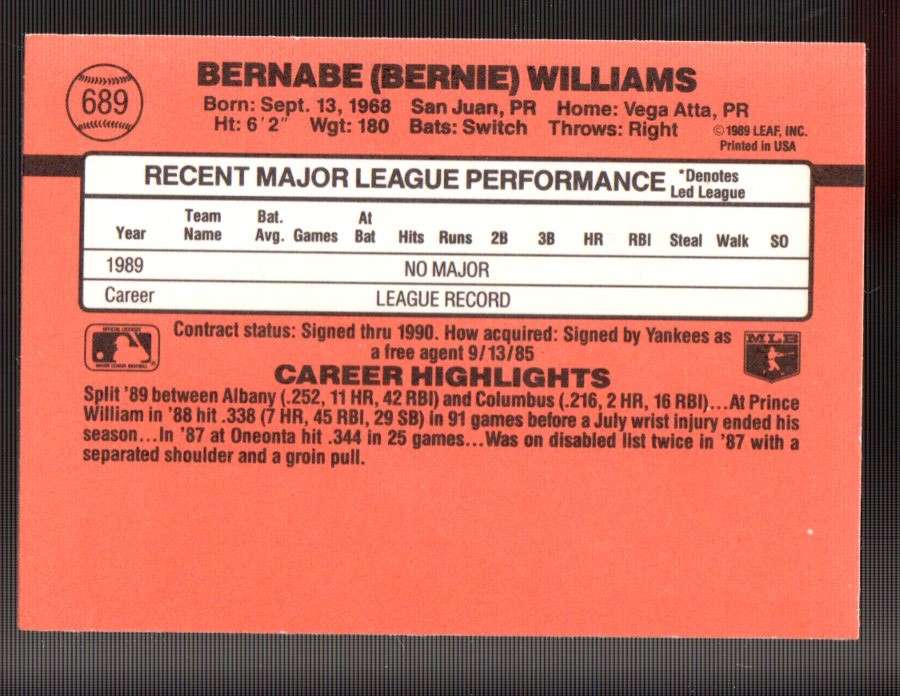 689
BERNABE (BERNIE) WILLIAMS
Born: Sept. 13, 1968 San Juan, PR Home: Vega Atta, PR
Ht: 6'2" Wgt: 180 Bats: Switch Throws: Right
©1989 LEAF, INC.
Printed in USA
RECENT MAJOR LEAGUE PERFORMANCE
*Denotes
Led League
Year Team Name Bat. Avg. Games At Bat Hits Runs 2B 3B HR RBI Steal Walk SO
1989 NO MAJOR
Career LEAGUE RECORD
OFFICIAL LICENSEE
MAJOR LEAGUE BASEBALL
MLB
Contract status: Signed thru 1990. How acquired: Signed by Yankees as
a free agent 9/13/85
CAREER HIGHLIGHTS
Split '89 between Albany (.252, 11 HR, 42 RBI) and Columbus (.216, 2 HR, 16 RBI)...At Prince
William in '88 hit .338 (7 HR, 45 RBI, 29 SB) in 91 games before a July wrist injury ended his
season...In '87 at Oneonta hit .344 in 25 games...Was on disabled list twice in '87 with a
separated shoulder and a groin pull.